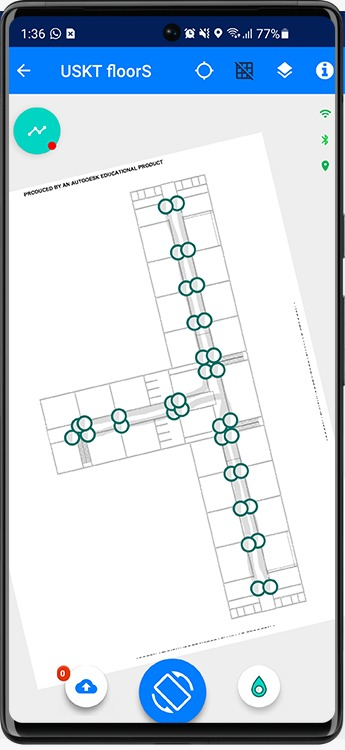 1:36 77%
USKT floorS
PRODUCED BY AN AUTODESK EDUCATIONAL PRODUCT
0